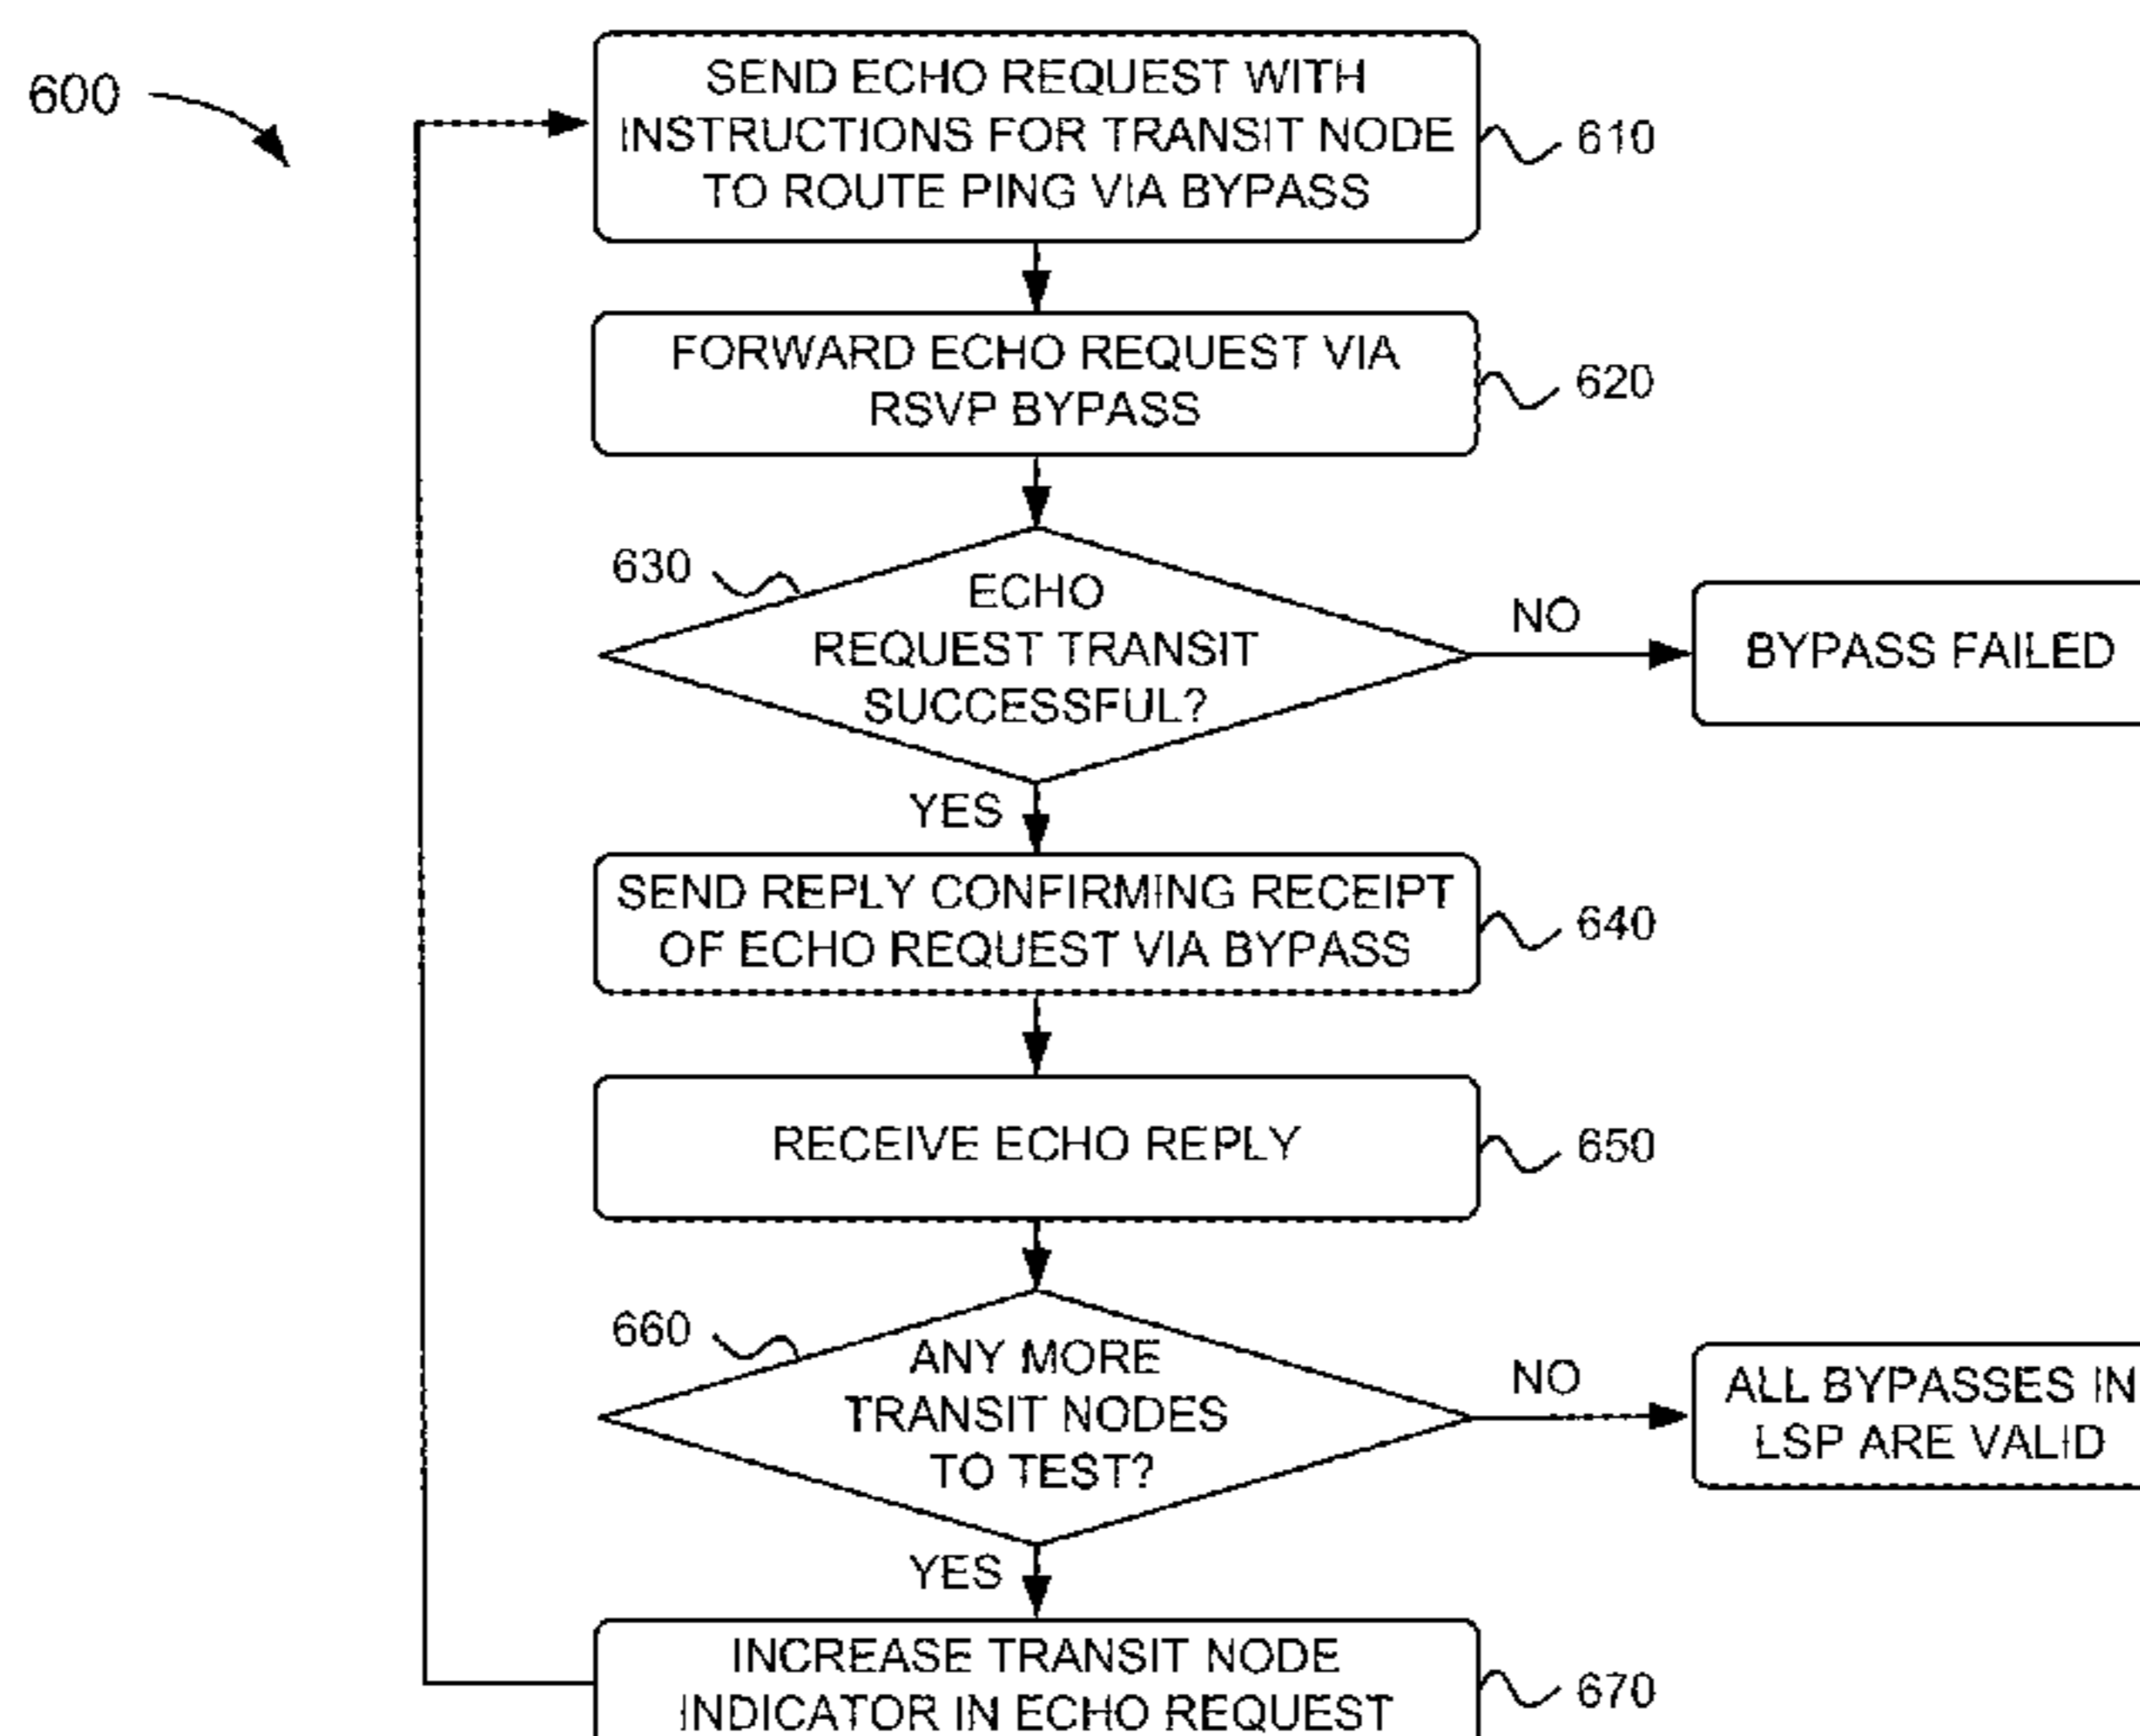 600
SEND ECHO REQUEST WITH
INSTRUCTIONS FOR TRANSIT NODE
TO ROUTE PING VIA BYPASS
610
FORWARD ECHO REQUEST VIA
RSVP BYPASS
620
630
ECHO
REQUEST TRANSIT
SUCCESSFUL?
NO
BYPASS FAILED
YES
SEND REPLY CONFIRMING RECEIPT
OF ECHO REQUEST VIA BYPASS
640
RECEIVE ECHO REPLY
650
660
ANY MORE
TRANSIT NODES
TO TEST?
NO
ALL BYPASSES IN
LSP ARE VALID
YES
INCREASE TRANSIT NODE
INDICATOR IN ECHO REQUEST
670